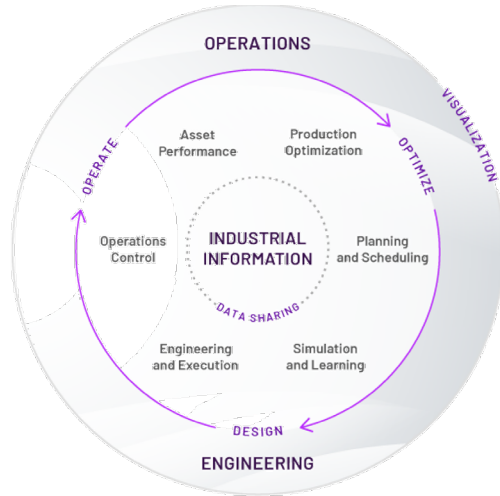 OPERATIONS
VISUALIZATION
OPERATE
Asset
Performance
Production
Optimization
OPTIMIZE
Operations
Control
INDUSTRIAL
INFORMATION
Planning
and Scheduling
DATA SHARING
Engineering
and Execution
Simulation
and Learning
DESIGN
ENGINEERING